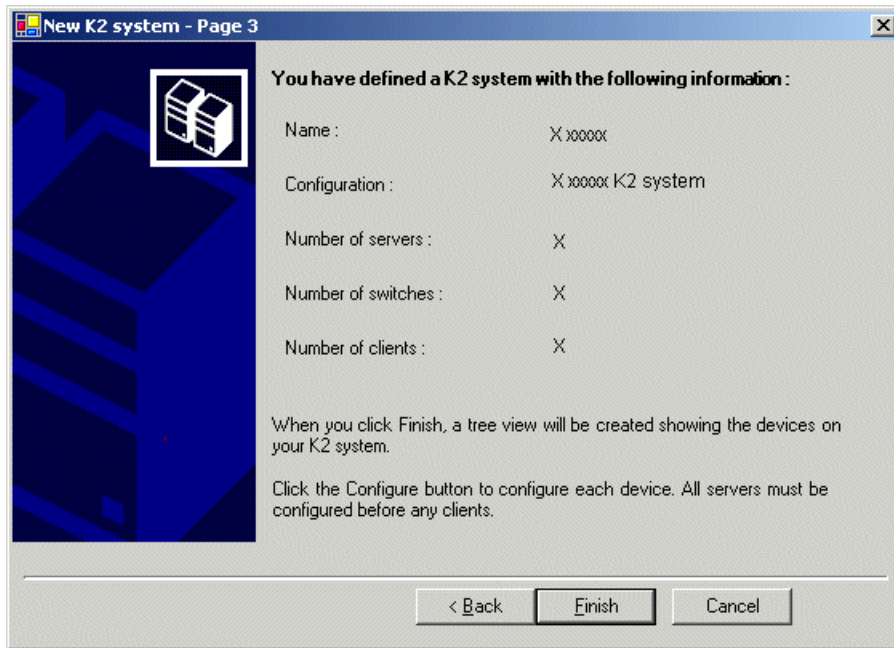 New K2 system - Page 3
You have defined a K2 system with the following information :
Name : X xxxxx
Configuration : X xxxxx K2 system
Number of servers : X
Number of switches : X
Number of clients : X
When you click Finish, a tree view will be created showing the devices on
your K2 system.
Click the Configure button to configure each device. All servers must be
configured before any clients.
< Back Finish Cancel